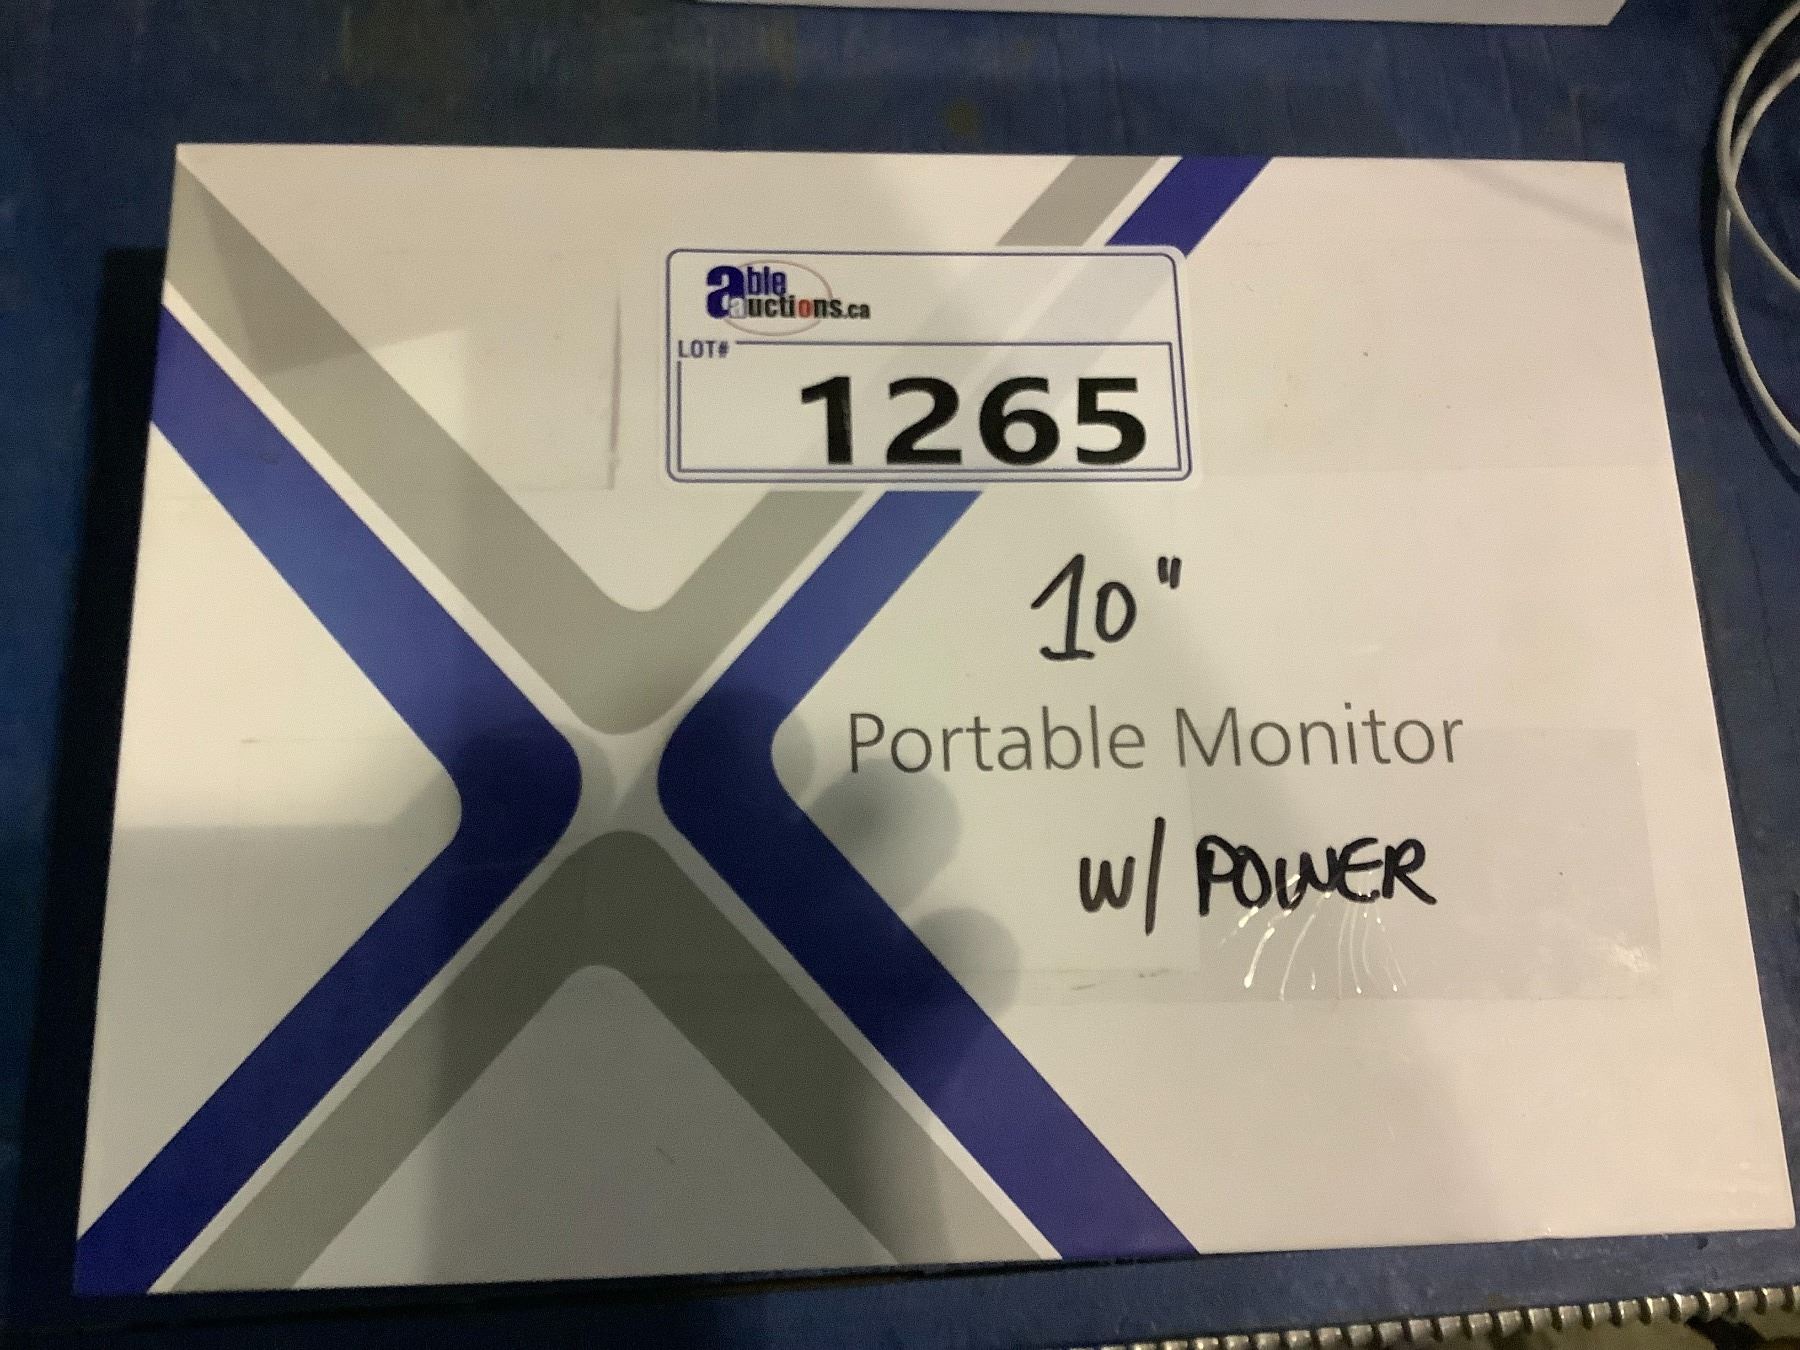 able
auctions.ca
LOT#
1265
10"
Portable Monitor
W/ POWER